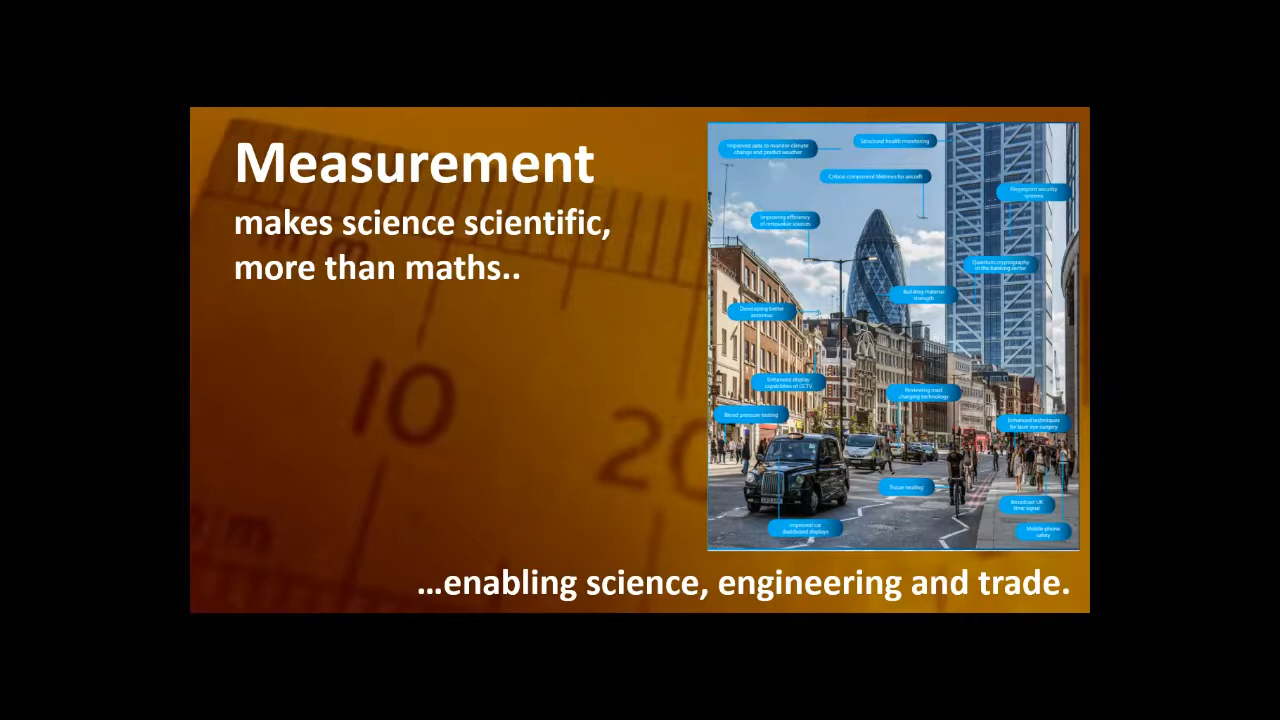 Measurement
makes science scientific,
more than maths..
Improved data to monitor climate
change and predict weather
Structural health monitoring
Critical component lifetimes for aircraft
Fingerprint security
systems
Improving efficiency
of renewable sources
Quantum cryptography
in the banking sector
Building material
strength
Developing better
antennas
Enhanced display
capabilities of CCTV
Reviewing road
charging technology
Blood pressure testing
Enhanced techniques
for laser eye surgery
Tissue healing
Broadcast UK
time signal
Improved car
dashboard displays
Mobile-phone
safety
10
20
…enabling science, engineering and trade.